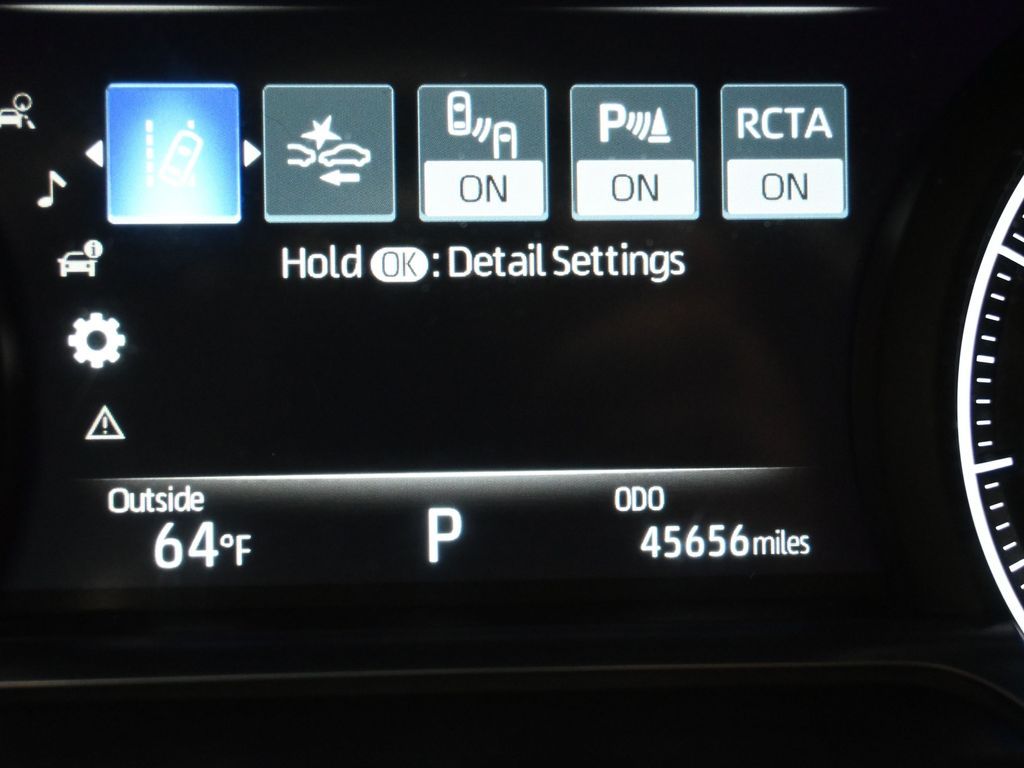 P
RCTA
ON
ON
ON
Hold OK : Detail Settings
Outside
64°F
P
ODO
45656 miles